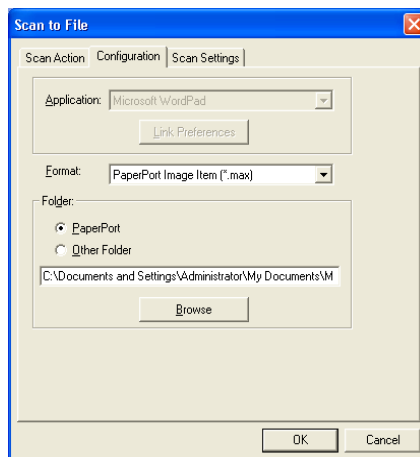 Scan to File
Scan Action Configuration Scan Settings
Application: Microsoft WordPad
Link Preferences
Format: PaperPort Image Item (*.max)
Folder:
PaperPort
Other Folder
C:\Documents and Settings\Administrator\My Documents\M
Browse
OK Cancel